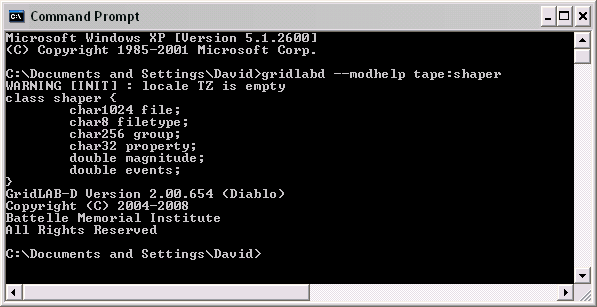 Command Prompt
Microsoft Windows XP [Version 5.1.2600]
(C) Copyright 1985-2001 Microsoft Corp.
C:\Documents and Settings\David>gridlabd --modhelp tape:shaper
WARNING [INIT] : locale TZ is empty
class shaper {
        char1024 file;
        char8 filetype;
        char256 group;
        char32 property;
        double magnitude;
        double events;
}
GridLAB-D Version 2.00.654 (Diablo)
Copyright (C) 2004-2008
Battelle Memorial Institute
All Rights Reserved
C:\Documents and Settings\David>